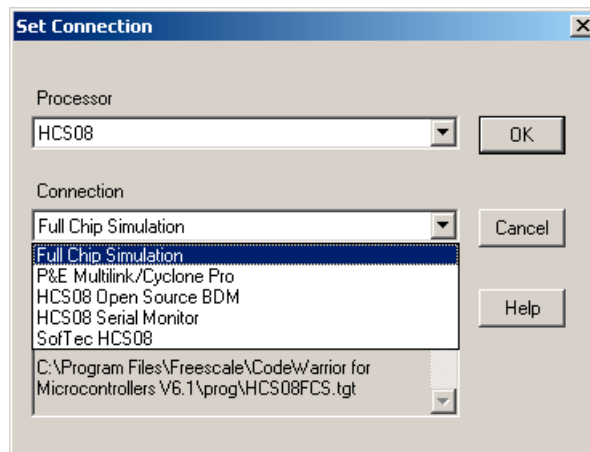 Set Connection
Processor
HCS08
OK
Connection
Full Chip Simulation
Cancel
Full Chip Simulation
P&E Multilink/Cyclone Pro
HCS08 Open Source BDM
HCS08 Serial Monitor
SofTec HCS08
Help
C:\Program Files\Freescale\CodeWarrior for
Microcontrollers V6.1\prog\HCS08FCS.tgt